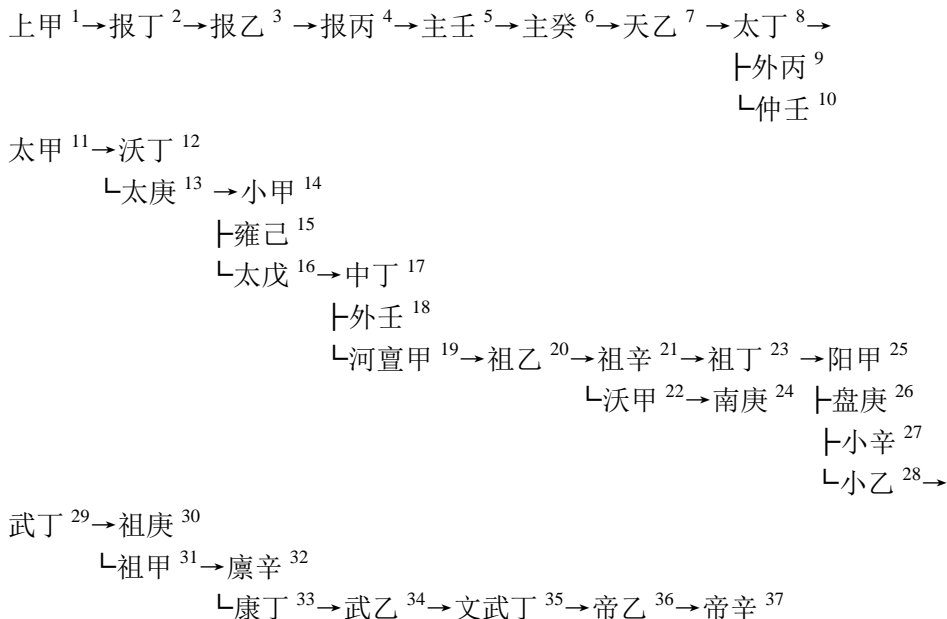 上甲 1→报丁 2→报乙 3 →报丙 4→主壬 5→主癸 6→天乙 7 →太丁 8→
├外丙 9
└仲壬 10
太甲 11→沃丁 12
└太庚 13 →小甲 14
├雍己 15
└太戊 16→中丁 17
├外壬 18
└河亶甲 19→祖乙 20→祖辛 21→祖丁 23 →阳甲 25
└沃甲 22→南庚 24 ├盘庚 26
├小辛 27
└小乙 28→
武丁 29→祖庚 30
└祖甲 31→廪辛 32
└康丁 33→武乙 34→文武丁 35→帝乙 36→帝辛 37